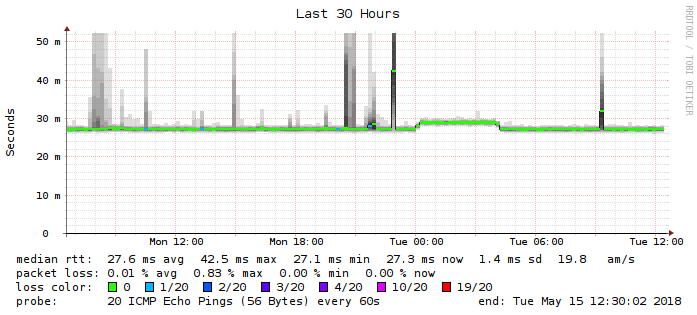 Last 30 Hours
RRDTOOL / TOBI OETIKER
Seconds
50 m
40 m
30 m
20 m
10 m
0
Mon 12:00 Mon 18:00 Tue 00:00 Tue 06:00 Tue 12:00
median rtt: 27.6 ms avg 42.5 ms max 27.1 ms min 27.3 ms now 1.4 ms sd 19.8 am/s
packet loss: 0.01 % avg 0.83 % max 0.00 % min 0.00 % now
loss color: 0 1/20 2/20 3/20 4/20 10/20 19/20
probe: 20 ICMP Echo Pings (56 Bytes) every 60s end: Tue May 15 12:30:02 2018